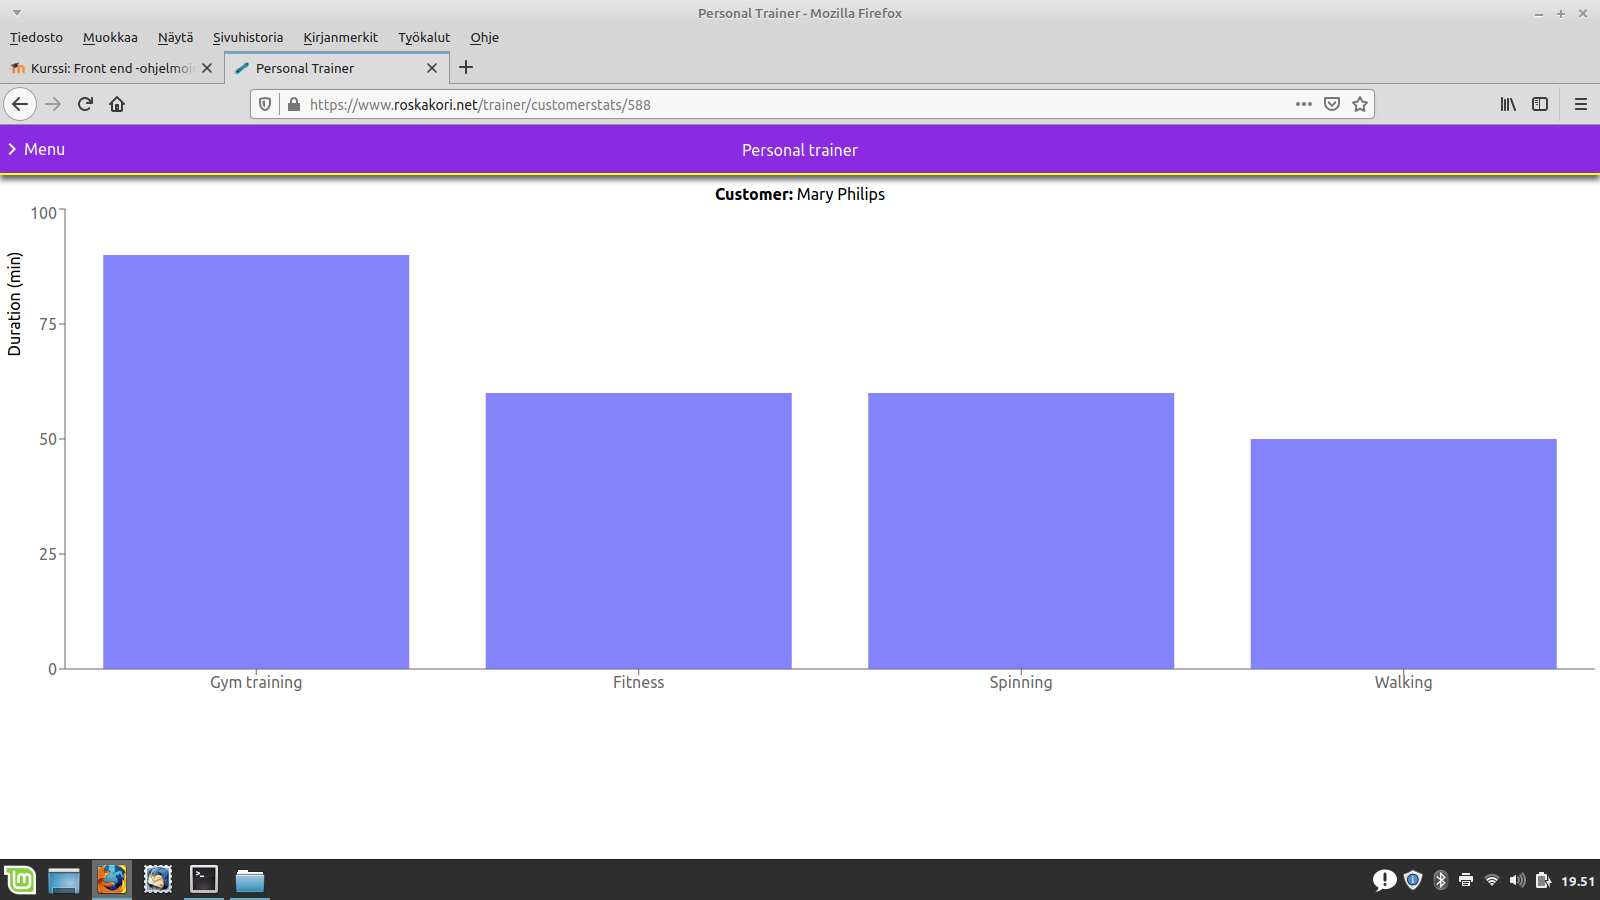 Personal Trainer - Mozilla Firefox
Tiedosto Muokkaa Näytä Sivuhistoria Kirjanmerkit Työkalut Ohje
Kurssi: Front end -ohjelmoi
Personal Trainer
https://www.roskakori.net/trainer/customerstats/588
Menu
Personal trainer
Customer: Mary Philips
Duration (min)
100
75
50
25
0
Gym training
Fitness
Spinning
Walking
19.51